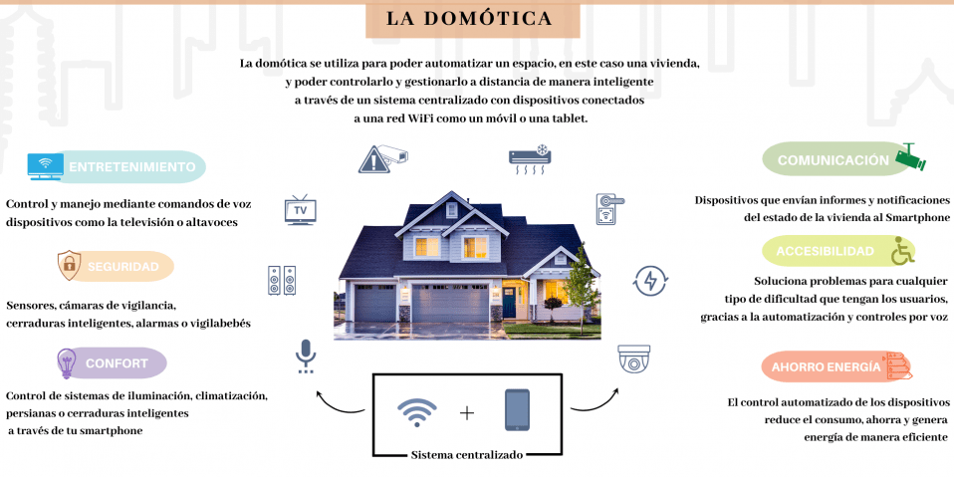 LA DOMÓTICA
La domótica se utiliza para poder automatizar un espacio, en este caso una vivienda,
y poder controlarlo y gestionarlo a distancia de manera inteligente
a través de un sistema centralizado con dispositivos conectados
a una red WiFi como un móvil o una tablet.
ENTRETENIMIENTO
Control y manejo mediante comandos de voz
dispositivos como la televisión o altavoces
SEGURIDAD
Sensores, cámaras de vigilancia,
cerraduras inteligentes, alarmas o vigilabebés
CONFORT
Control de sistemas de iluminación, climatización,
persianas o cerraduras inteligentes
a través de tu smartphone
TV
Sistema centralizado
COMUNICACIÓN
Dispositivos que envían informes y notificaciones
del estado de la vivienda al Smartphone
ACCESIBILIDAD
Soluciona problemas para cualquier
tipo de dificultad que tengan los usuarios,
gracias a la automatización y controles por voz
AHORRO ENERGÍA
El control automatizado de los dispositivos
reduce el consumo, ahorra y genera
energía de manera eficiente